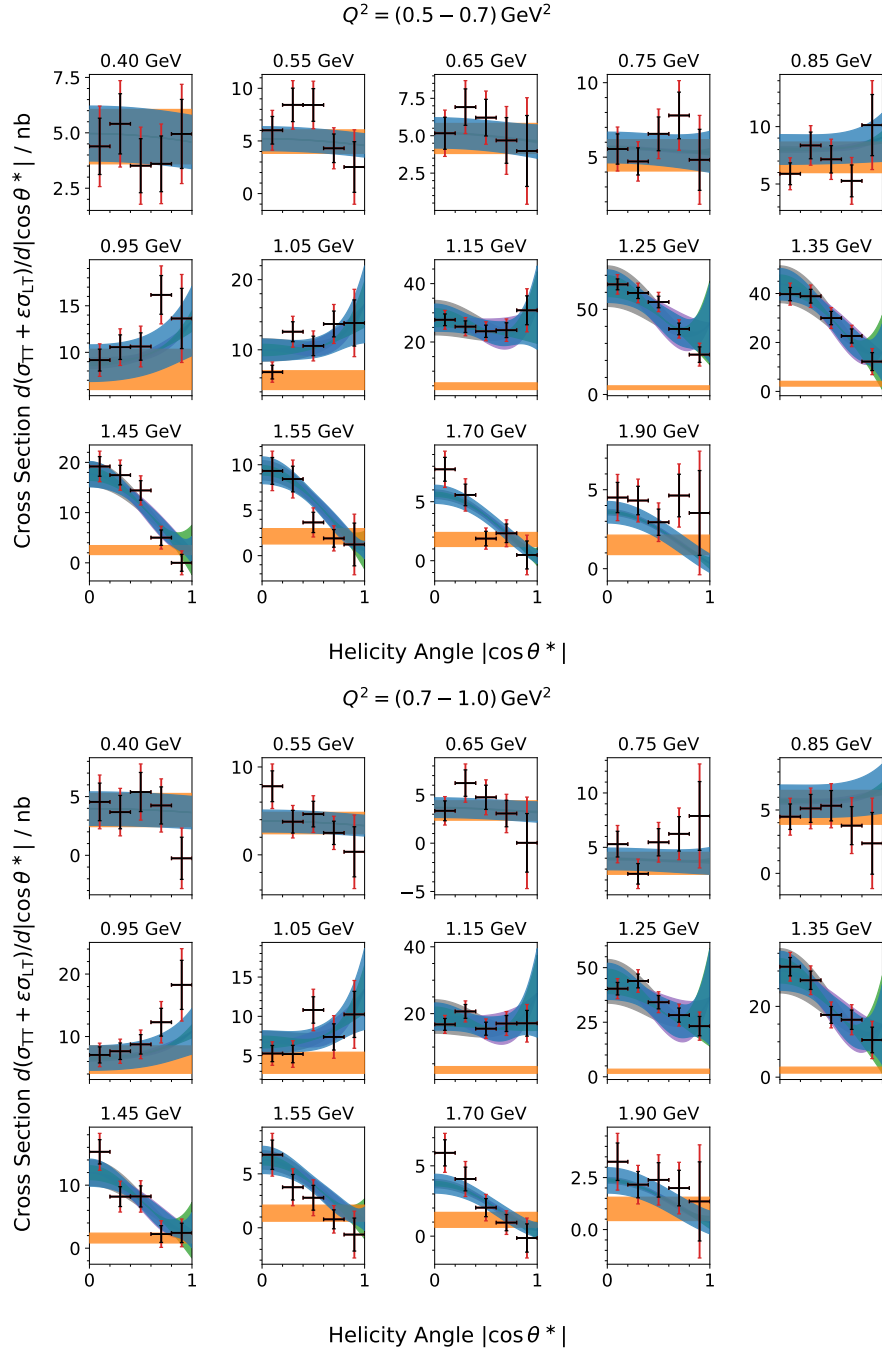 Q² = (0.5 − 0.7) GeV²
Cross Section d(σ_TT + εσ_LT)/d|cos θ*| / nb
0.40 GeV
7.5
5.0
2.5
0.55 GeV
10
5
0
0.65 GeV
7.5
5.0
2.5
0.75 GeV
10
5
0.85 GeV
10
5
0.95 GeV
15
10
1.05 GeV
20
15
10
1.15 GeV
40
20
1.25 GeV
50
0
1.35 GeV
40
20
0
1.45 GeV
20
10
0
0 1
1.55 GeV
10
5
0
0 1
1.70 GeV
5
0
0 1
1.90 GeV
5
0
0 1
Helicity Angle |cos θ*|
Q² = (0.7 − 1.0) GeV²
Cross Section d(σ_TT + εσ_LT)/d|cos θ*| / nb
0.40 GeV
5
0
0.55 GeV
10
5
0
0.65 GeV
5
0
−5
0.75 GeV
10
5
0.85 GeV
10
5
0
0.95 GeV
20
10
1.05 GeV
15
10
5
1.15 GeV
40
20
0
1.25 GeV
50
25
0
1.35 GeV
20
0
1.45 GeV
10
0
0 1
1.55 GeV
5
0
0 1
1.70 GeV
5
0
0 1
1.90 GeV
2.5
0.0
0 1
Helicity Angle |cos θ*|